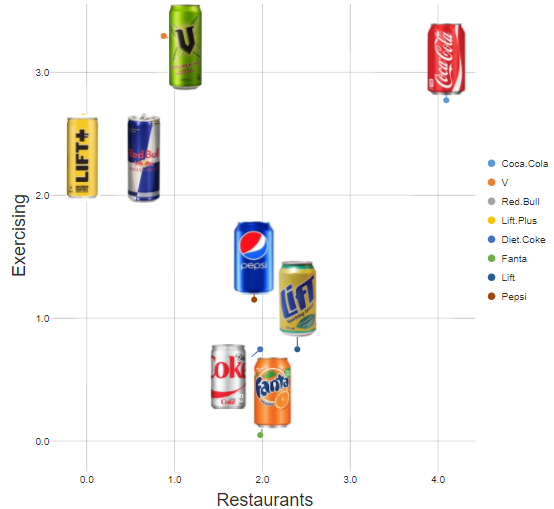 Exercising
3.0
2.0
1.0
0.0
0.0
1.0
2.0
3.0
4.0
Restaurants
Coca.Cola
V
Red.Bull
Lift.Plus
Diet.Coke
Fanta
Lift
Pepsi
V
Coca-Cola
LIFT+
Red Bull
pepsi
Lift
Coke
Coke
Fanta